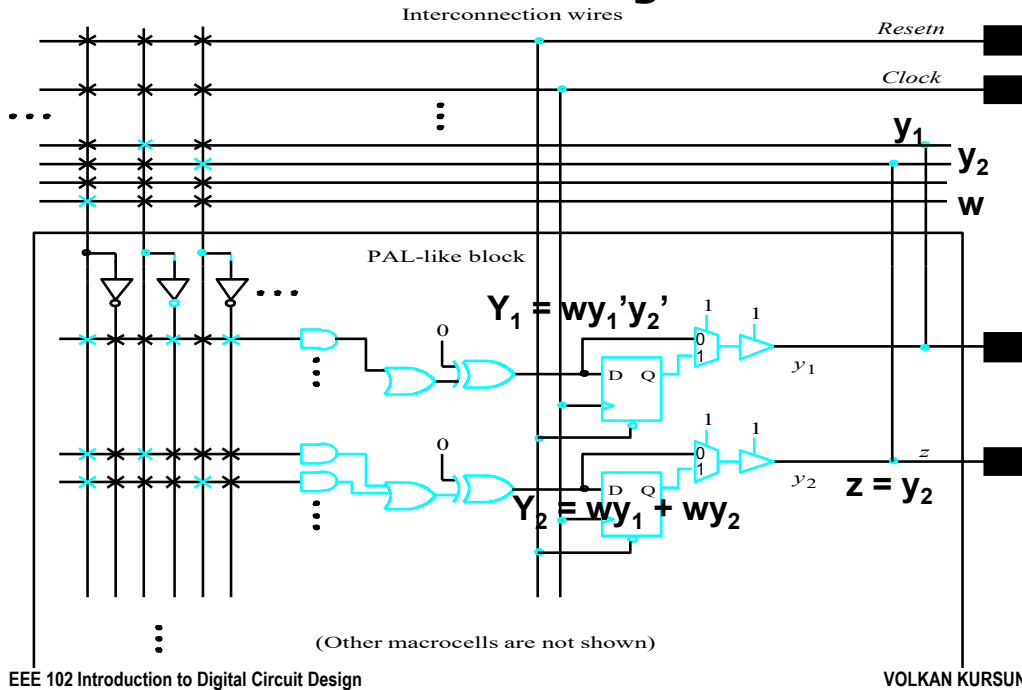 Interconnection wires
Resetn
Clock
y₁
y₂
w
PAL-like block
Y₁ = wy₁'y₂'
1
1
0
0
1
D Q
y₁
1
1
0
0
1
D Q
z
y₂
z = y₂
Y₂ = wy₁ + wy₂
(Other macrocells are not shown)
EEE 102 Introduction to Digital Circuit Design
VOLKAN KURSUN